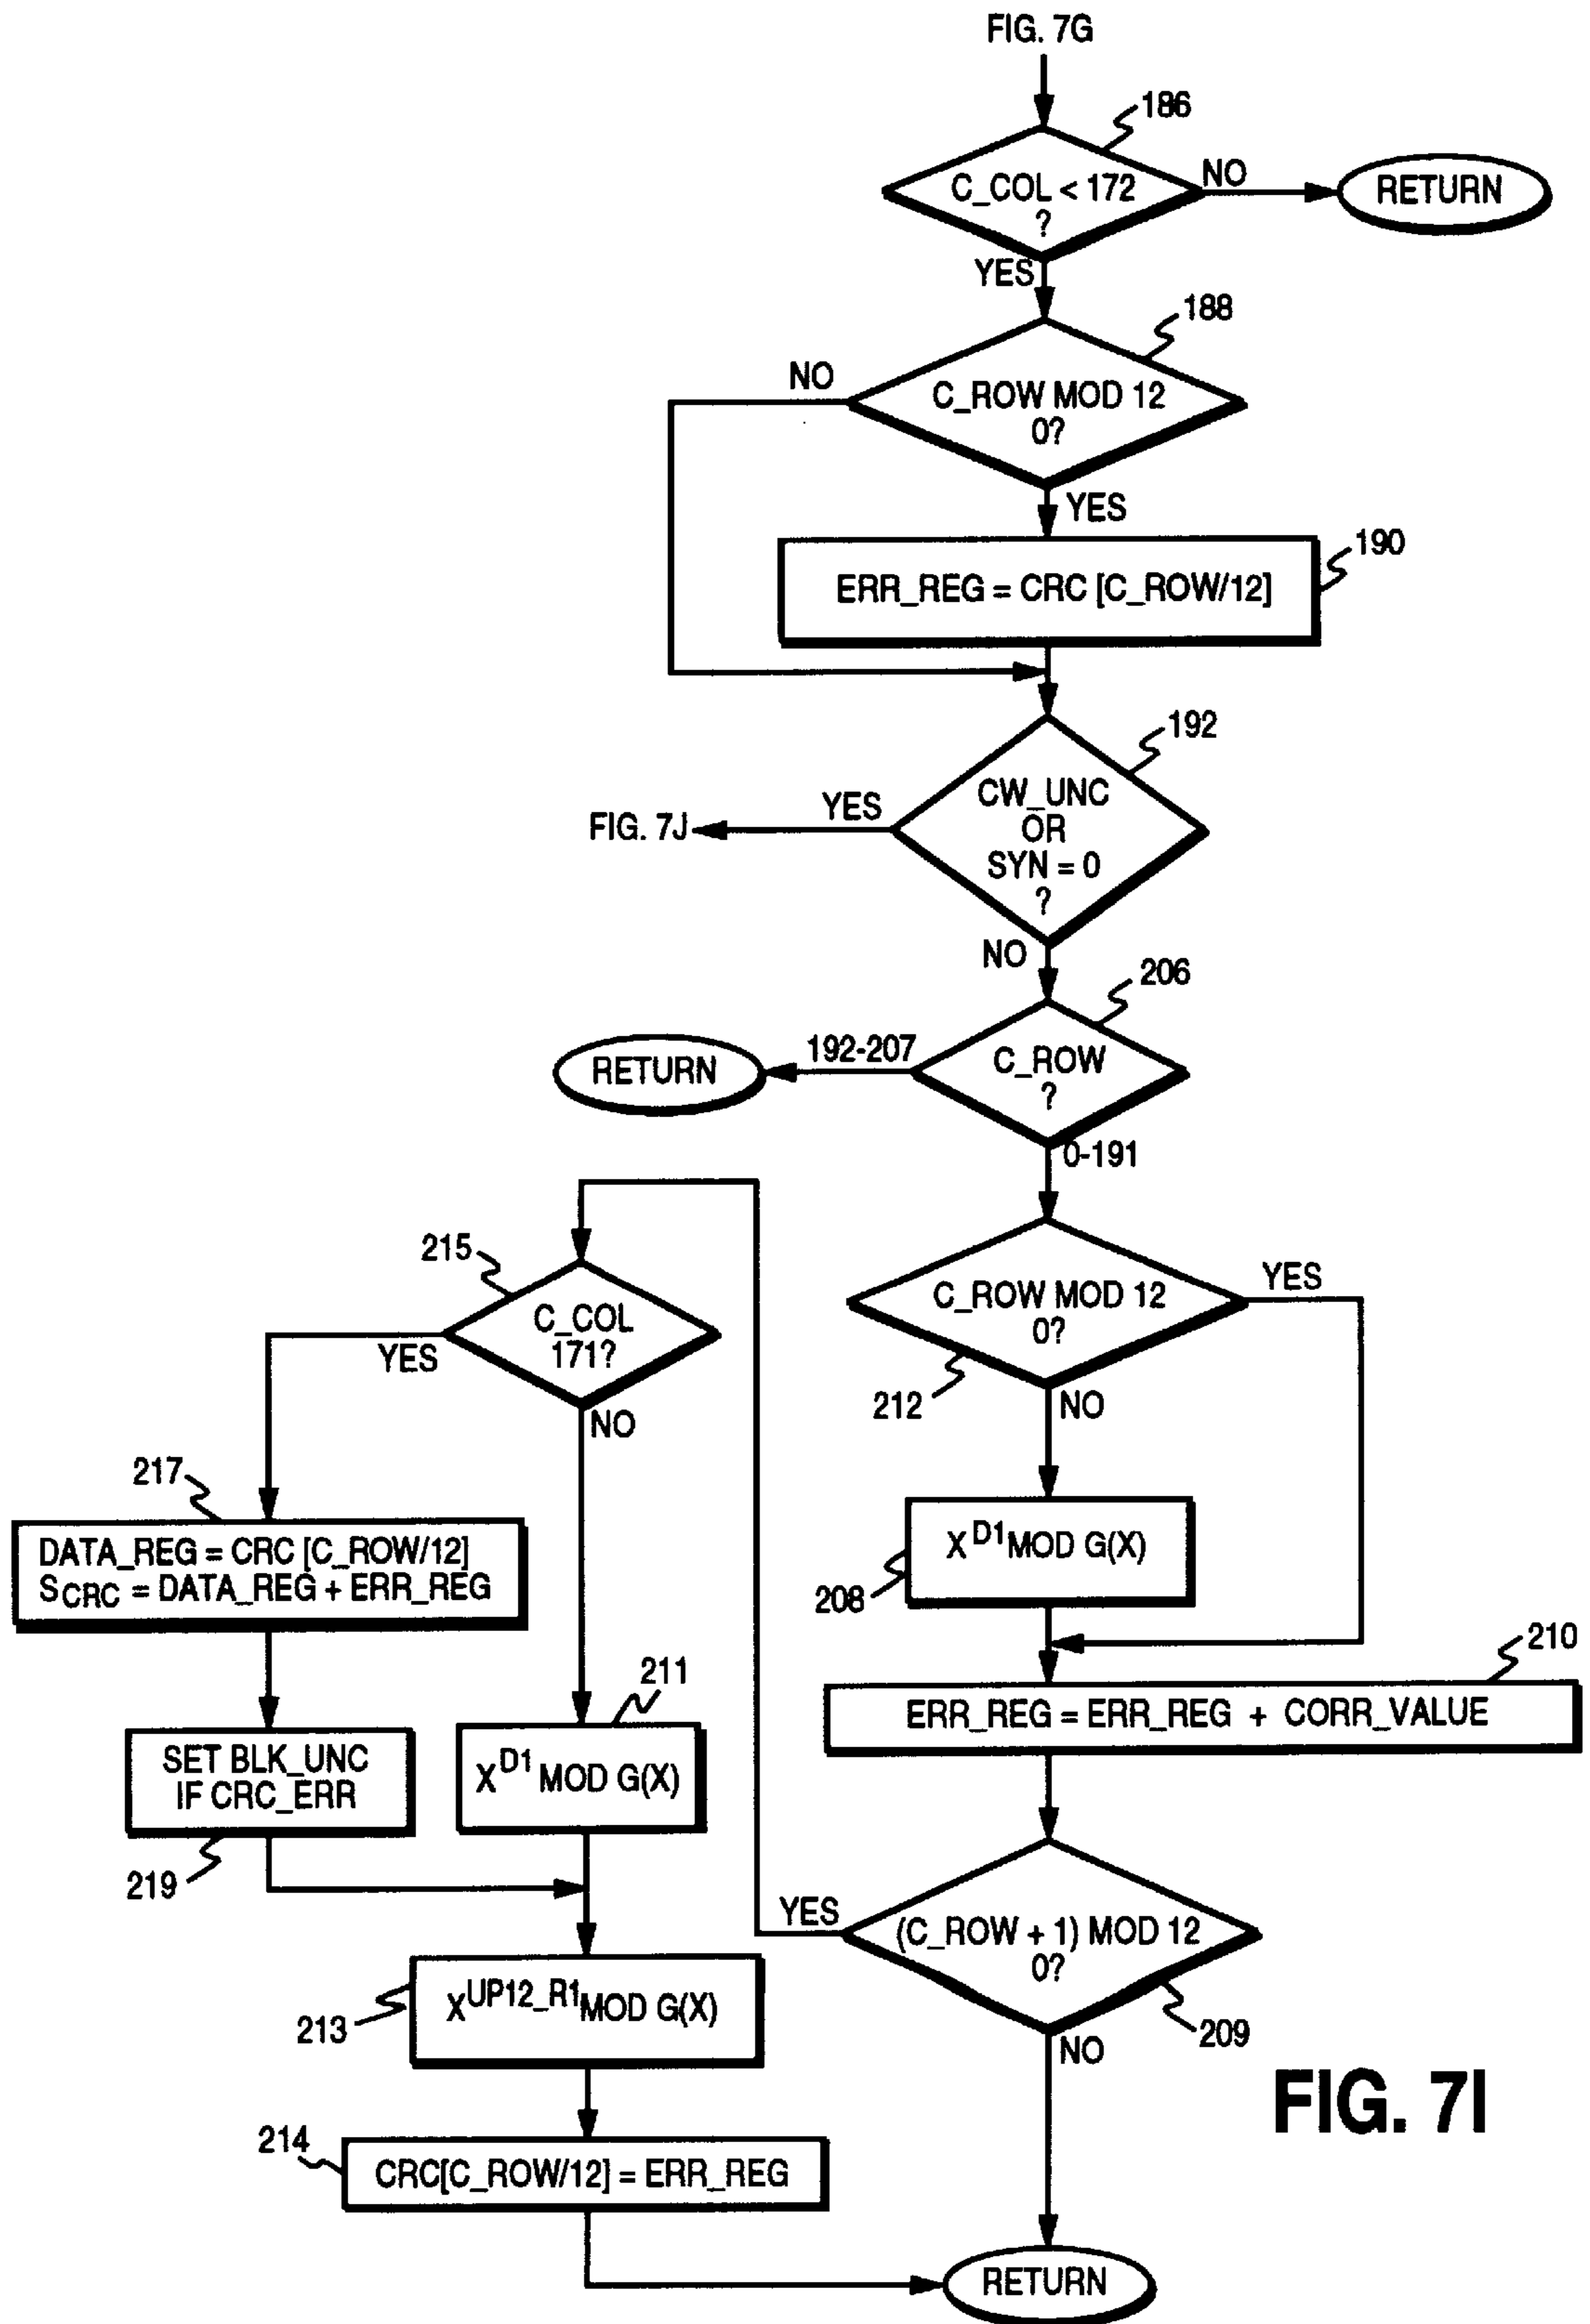 FIG. 7G
186
C_COL < 172
?
NO
RETURN
YES
188
NO
C_ROW MOD 12
0?
YES
190
ERR_REG = CRC [C_ROW/12]
192
CW_UNC
OR
SYN = 0
?
YES
FIG. 7J
NO
206
192-207
RETURN
C_ROW
?
0-191
215
C_COL
171?
YES
NO
C_ROW MOD 12
0?
YES
212
NO
217
DATA_REG = CRC [C_ROW/12]
SCRC = DATA_REG + ERR_REG
X^D1 MOD G(X)
208
210
ERR_REG = ERR_REG + CORR_VALUE
211
SET BLK_UNC
IF CRC_ERR
X^D1 MOD G(X)
219
YES
(C_ROW + 1) MOD 12
0?
209
NO
X^UP12_R1 MOD G(X)
213
214
CRC[C_ROW/12] = ERR_REG
RETURN
FIG. 7I